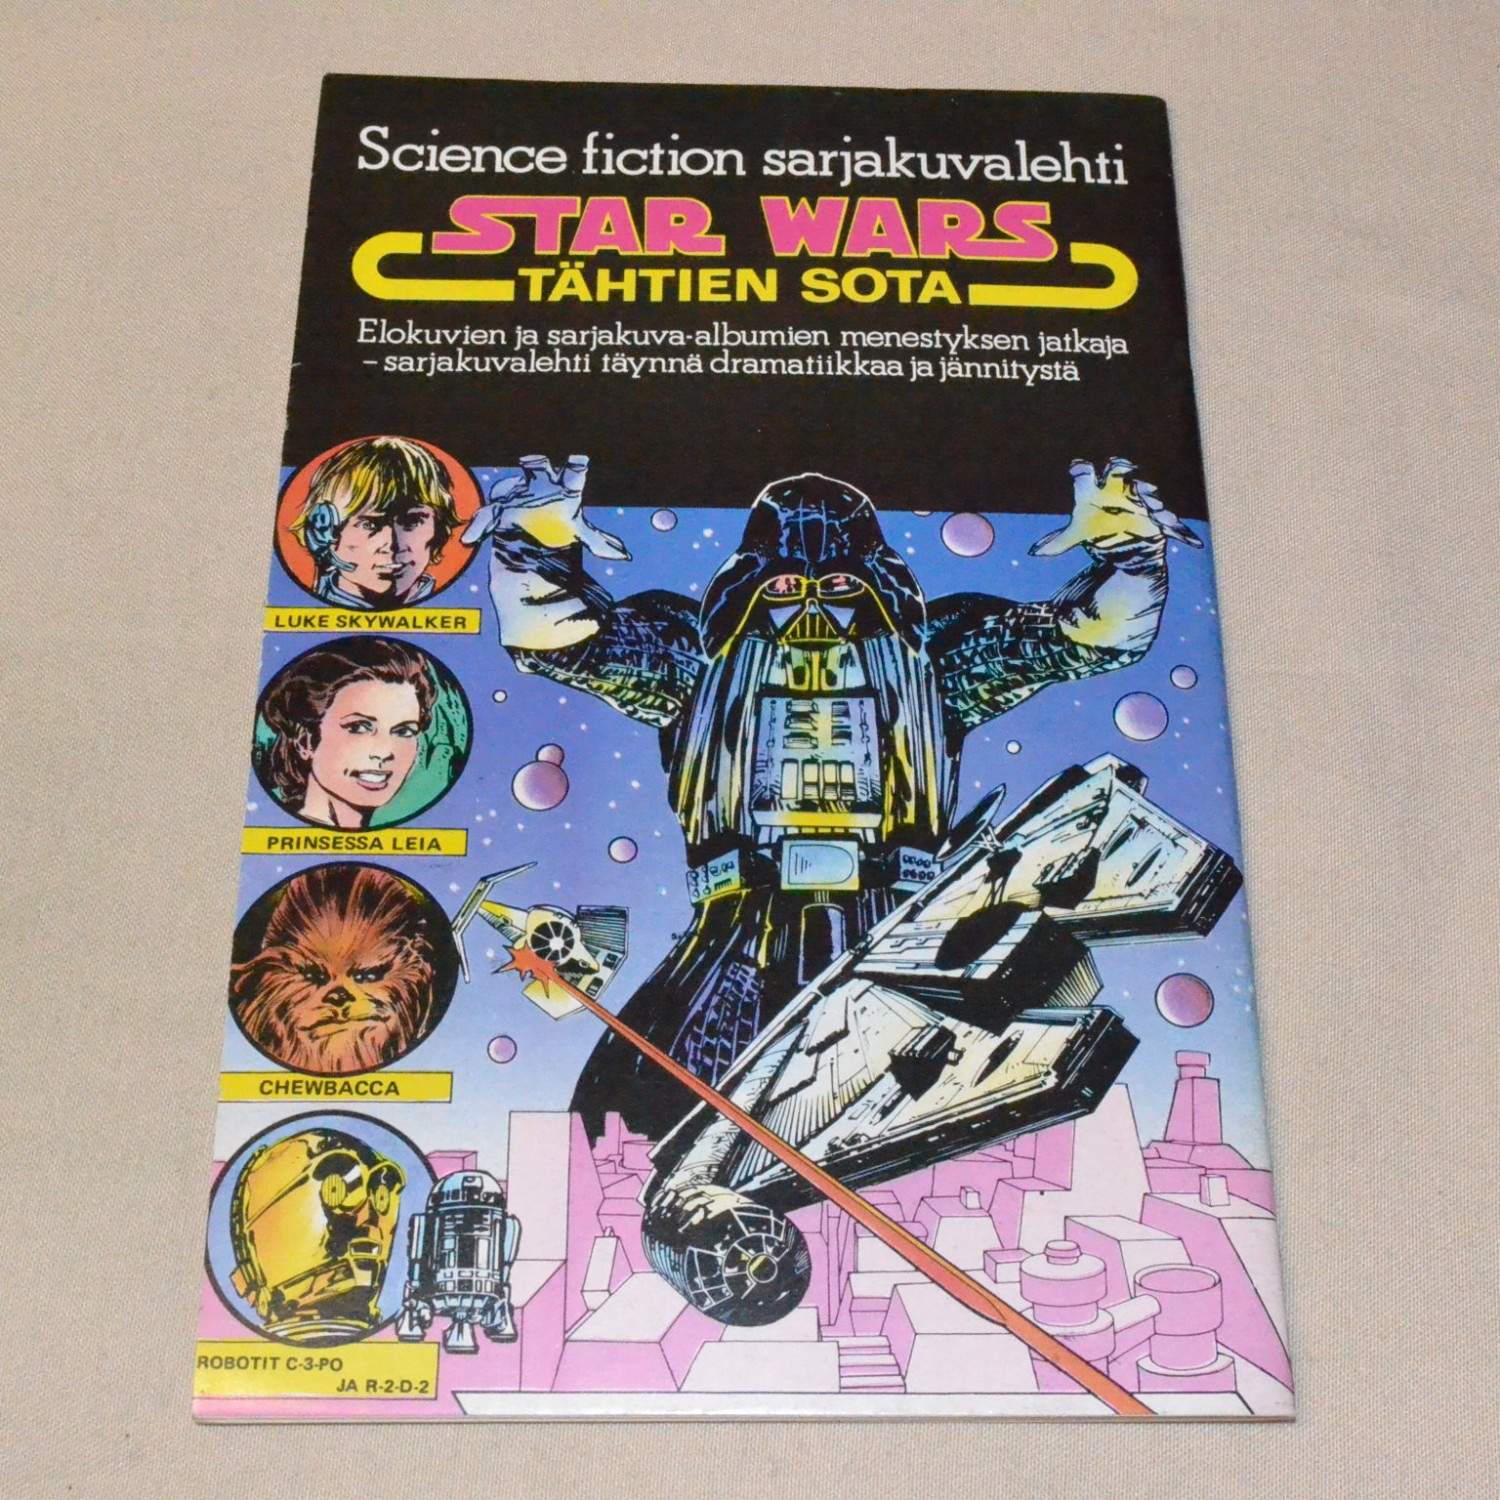 Science fiction sarjakuvalehti
STAR WARS
TÄHTIEN SOTA
Elokuvien ja sarjakuva-albumien menestyksen jatkaja
– sarjakuvalehti täynnä dramatiikkaa ja jännitystä
LUKE SKYWALKER
PRINSESSA LEIA
CHEWBACCA
ROBOTIT C-3-PO
JA R-2-D-2